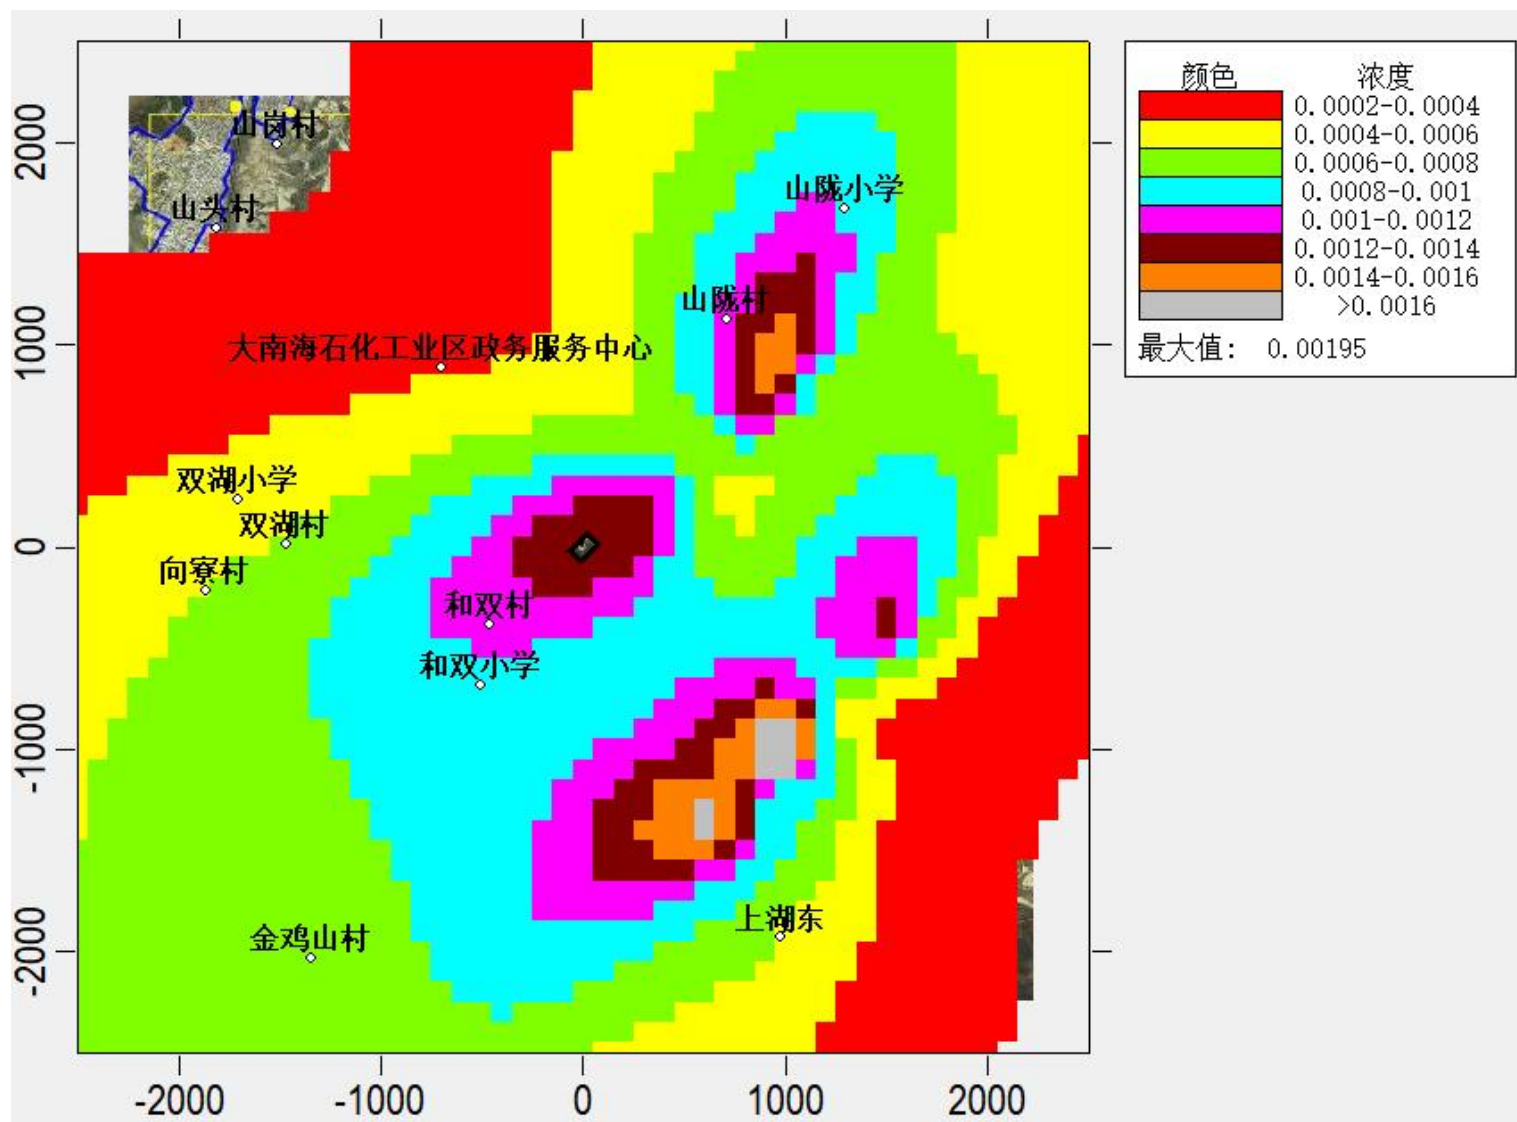 颜色 浓度
0.0002-0.0004
0.0004-0.0006
0.0006-0.0008
0.0008-0.001
0.001-0.0012
0.0012-0.0014
0.0014-0.0016
>0.0016
最大值: 0.00195
2000
1000
0
-1000
-2000
山岗村
山陇小学
山头村
山陇村
大南海石化工业区政务服务中心
双湖小学
双湖村
向寮村
和双村
和双小学
上湖东
金鸡山村
-2000 -1000 0 1000 2000